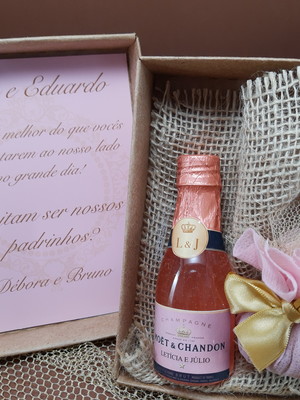 e Eduardo
melhor do que vocês
tarem ao nosso lado
o grande dia!
itam ser nossos
padrinhos?
Débora e Bruno
L & J
CHAMPAGNE
MOËT & CHANDON
LETÍCIA E JÚLIO